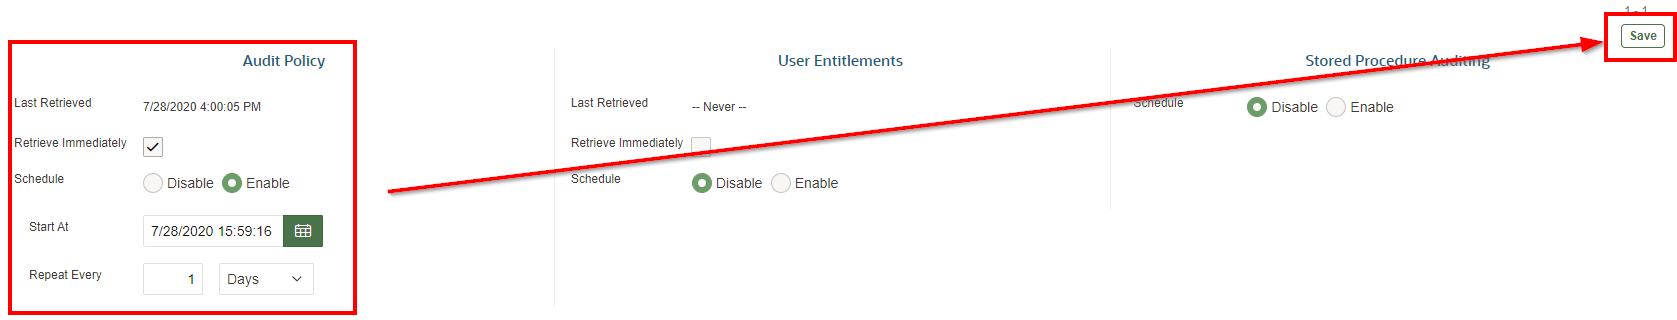 1 - 1
Save
Audit Policy
Last Retrieved 7/28/2020 4:00:05 PM
Retrieve Immediately
Schedule Disable Enable
Start At 7/28/2020 15:59:16
Repeat Every 1 Days
User Entitlements
Last Retrieved -- Never --
Retrieve Immediately
Schedule Disable Enable
Stored Procedure Auditing
Schedule Disable Enable